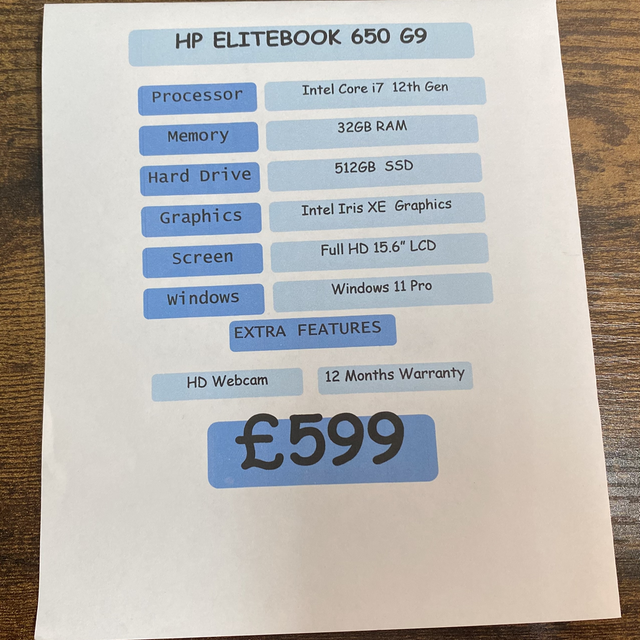 HP ELITEBOOK 650 G9
Processor Intel Core i7 12th Gen
Memory 32GB RAM
Hard Drive 512GB SSD
Graphics Intel Iris XE Graphics
Screen Full HD 15.6" LCD
Windows Windows 11 Pro
EXTRA FEATURES
HD Webcam 12 Months Warranty
£599